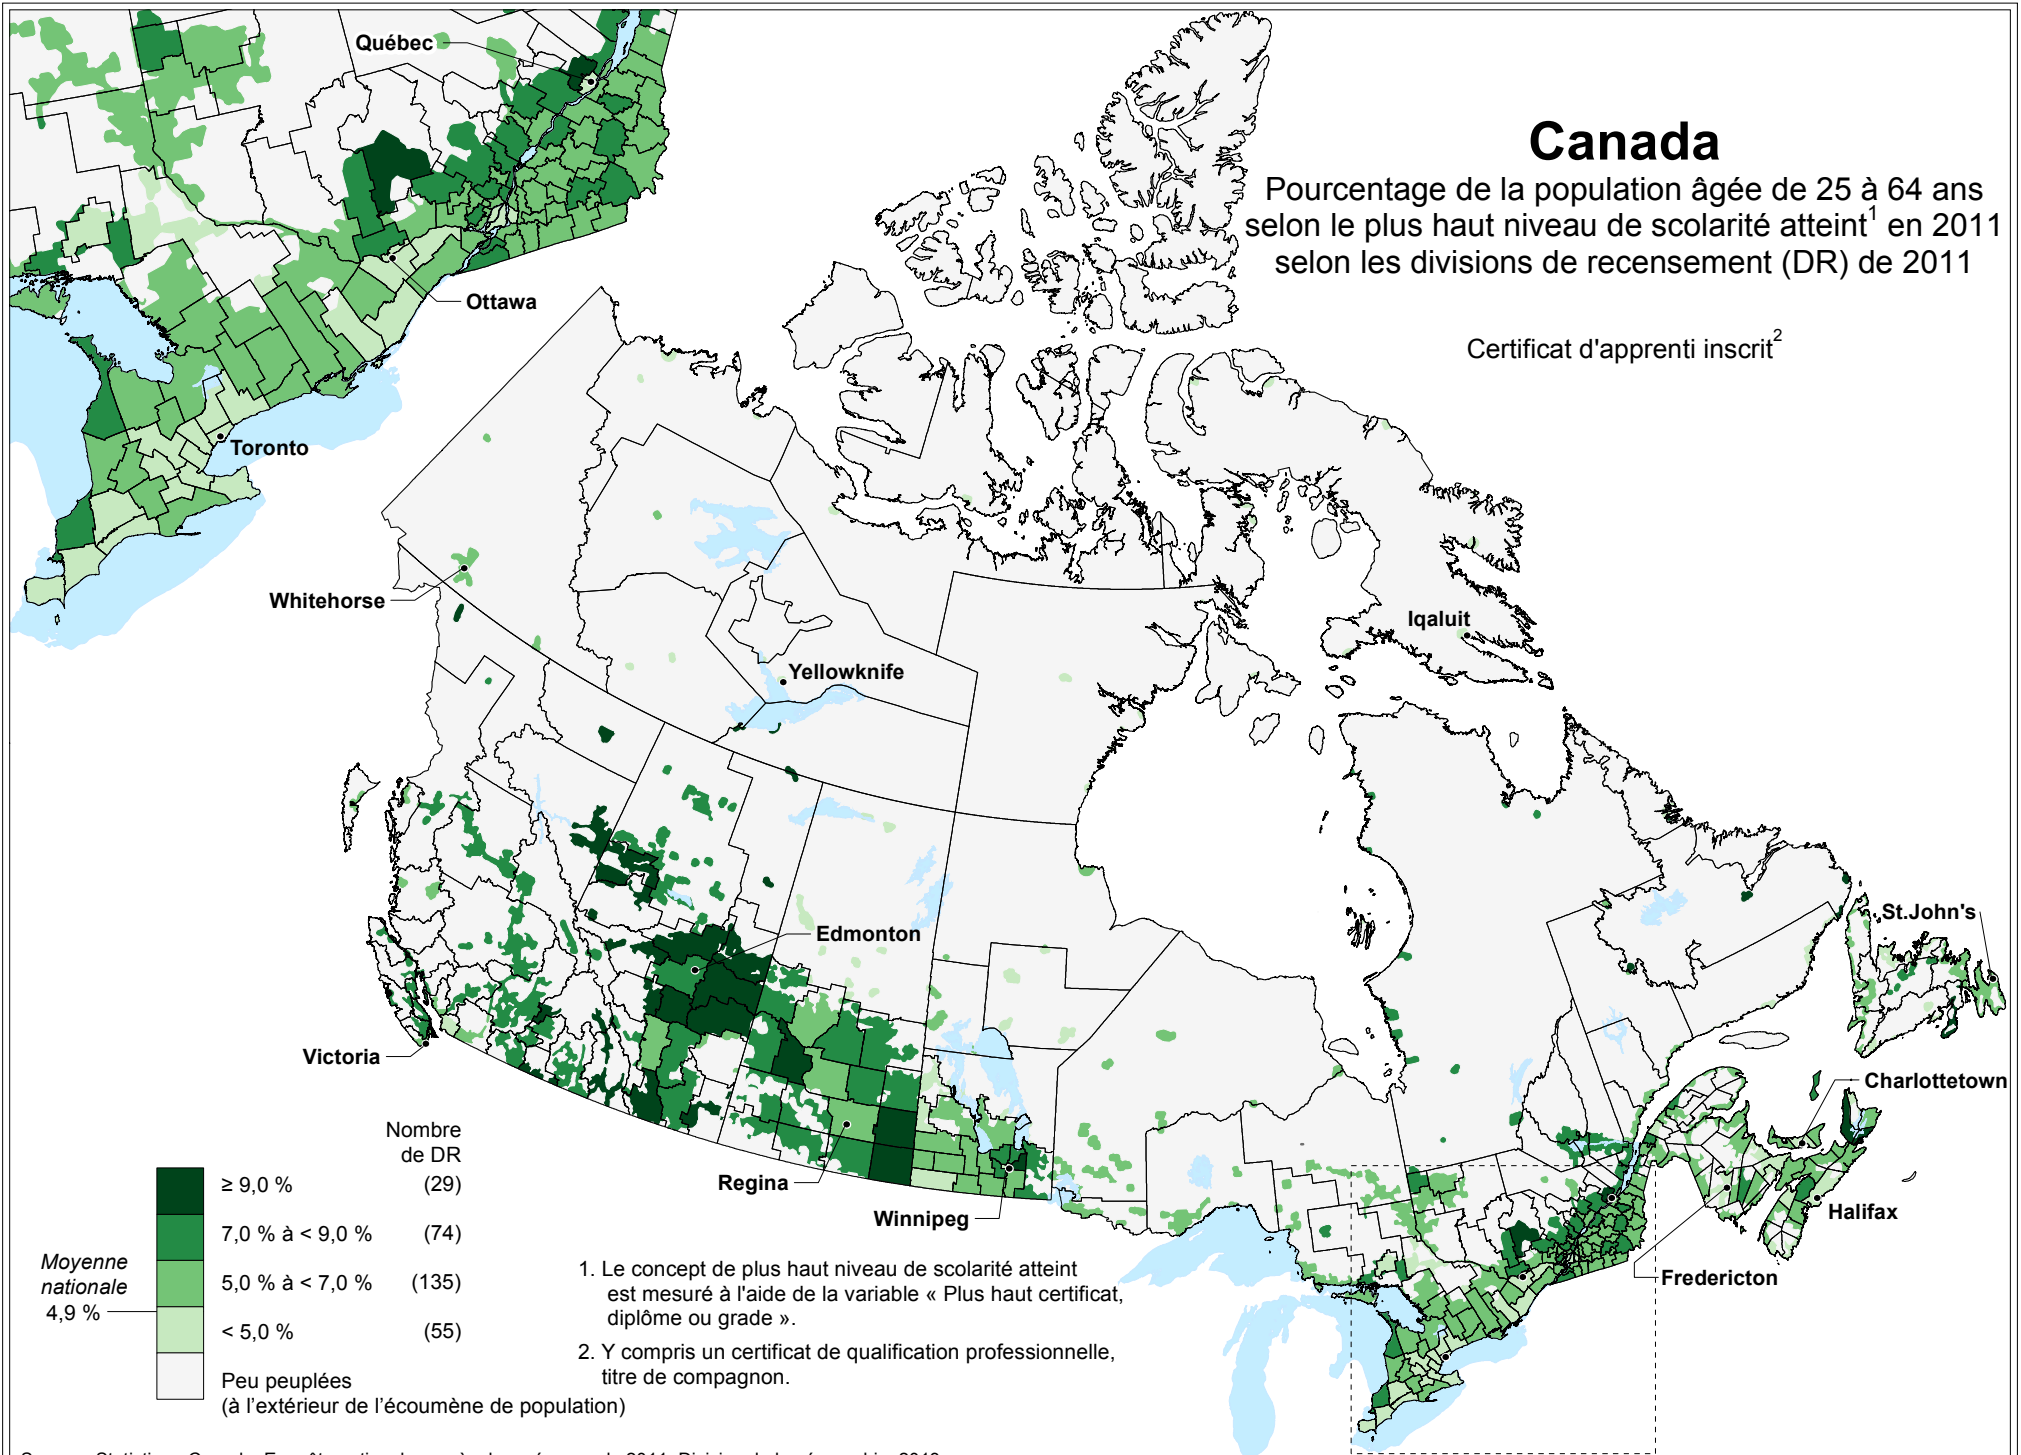 Canada
Pourcentage de la population âgée de 25 à 64 ans
selon le plus haut niveau de scolarité atteint1 en 2011
selon les divisions de recensement (DR) de 2011
Certificat d'apprenti inscrit2
Québec
Ottawa
Toronto
Whitehorse
Yellowknife
Iqaluit
Edmonton
St.John's
Victoria
Charlottetown
Regina
Winnipeg
Halifax
Fredericton
Nombre
de DR
≥ 9,0 % (29)
7,0 % à < 9,0 % (74)
5,0 % à < 7,0 % (135)
< 5,0 % (55)
Moyenne
nationale
4,9 %
Peu peuplées
(à l'extérieur de l'écoumène de population)
1. Le concept de plus haut niveau de scolarité atteint
est mesuré à l'aide de la variable « Plus haut certificat,
diplôme ou grade ».
2. Y compris un certificat de qualification professionnelle,
titre de compagnon.